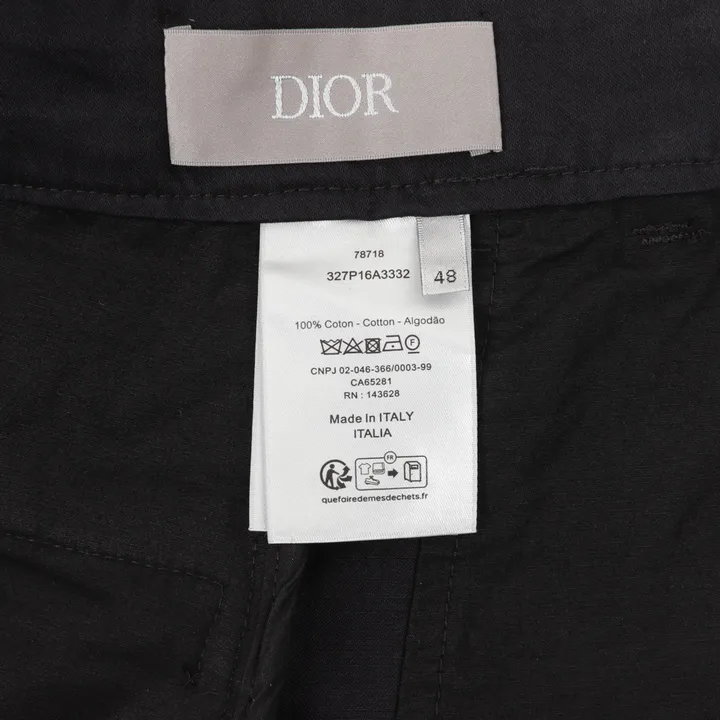 DIOR
78718
327P16A3332
48
100% Coton - Cotton - Algodão
F
CNPJ 02-046-366/0003-99
CA65281
RN : 143628
Made In ITALY
ITALIA
FR
quefairedemesdechets.fr